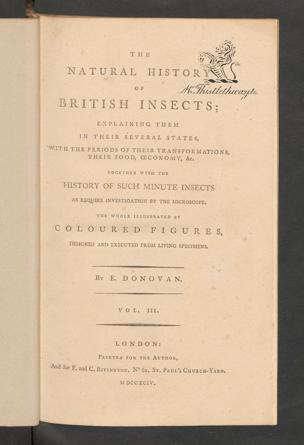 THE
NATURAL HISTORY
OF
BRITISH INSECTS;
EXPLAINING THEM
IN THEIR SEVERAL STATES,
WITH THE PERIODS OF THEIR TRANSFORMATIONS,
THEIR FOOD, ŒCONOMY, &c.
TOGETHER WITH THE
HISTORY OF SUCH MINUTE INSECTS
AS REQUIRE INVESTIGATION BY THE MICROSCOPE.
THE WHOLE ILLUSTRATED BY
COLOURED FIGURES,
DESIGNED AND EXECUTED FROM LIVING SPECIMENS.
BY E. DONOVAN.
VOL. III.
LONDON:
PRINTED FOR THE AUTHOR,
And for F. and C. RIVINGTON, Nº 62, ST. PAUL'S CHURCH-YARD.
M DCC XCIV.
Thistlethwayte